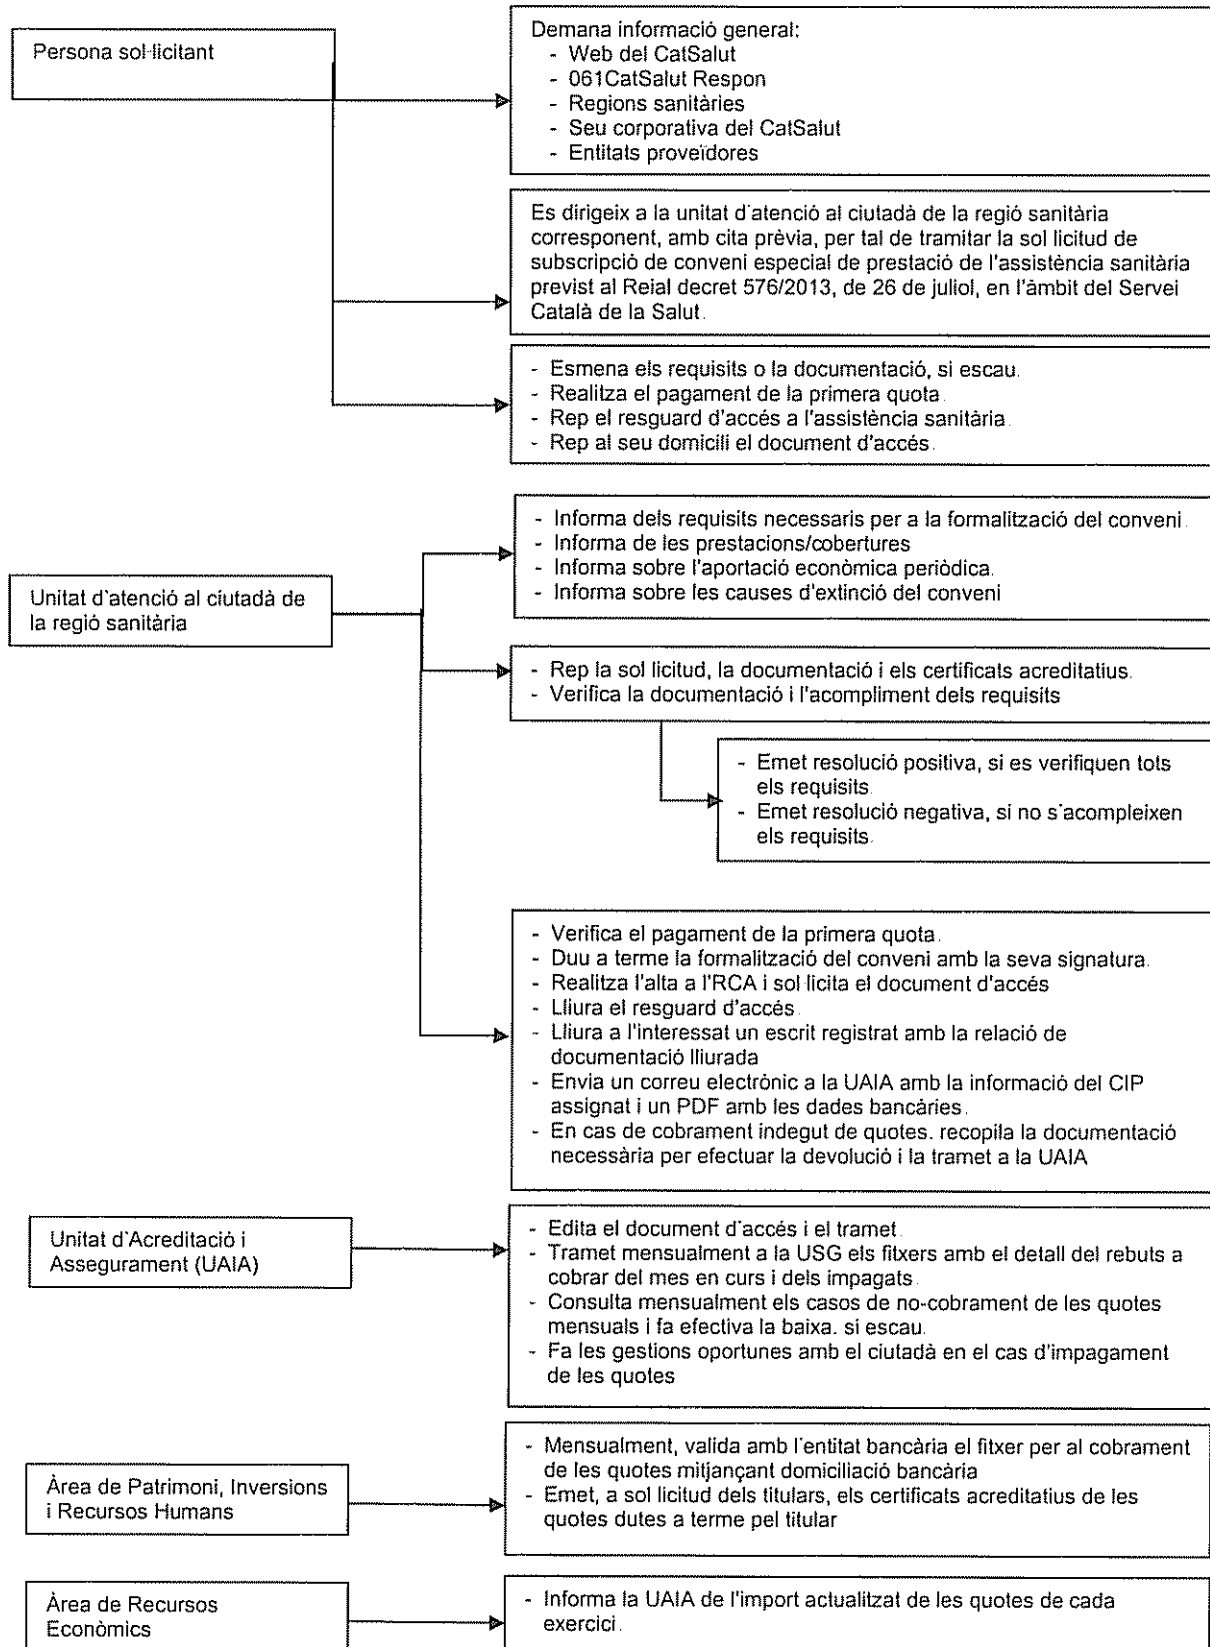 Persona sol·licitant
Demana informació general:
- Web del CatSalut
- 061CatSalut Respon
- Regions sanitàries
- Seu corporativa del CatSalut
- Entitats proveïdores
Es dirigeix a la unitat d'atenció al ciutadà de la regió sanitària
corresponent, amb cita prèvia, per tal de tramitar la sol licitud de
subscripció de conveni especial de prestació de l'assistència sanitària
previst al Reial decret 576/2013, de 26 de juliol, en l'àmbit del Servei
Català de la Salut.
- Esmena els requisits o la documentació, si escau.
- Realitza el pagament de la primera quota.
- Rep el resguard d'accés a l'assistència sanitària.
- Rep al seu domicili el document d'accés.
Unitat d'atenció al ciutadà de
la regió sanitària
- Informa dels requisits necessaris per a la formalització del conveni.
- Informa de les prestacions/cobertures
- Informa sobre l'aportació econòmica periòdica.
- Informa sobre les causes d'extinció del conveni
- Rep la sol licitud, la documentació i els certificats acreditatius.
- Verifica la documentació i l'acompliment dels requisits
- Emet resolució positiva, si es verifiquen tots
els requisits.
- Emet resolució negativa, si no s'acompleixen
els requisits.
- Verifica el pagament de la primera quota.
- Duu a terme la formalització del conveni amb la seva signatura.
- Realitza l'alta a l'RCA i sol·licita el document d'accés
- Lliura el resguard d'accés.
- Lliura a l'interessat un escrit registrat amb la relació de
documentació lliurada
- Envia un correu electrònic a la UAIA amb la informació del CIP
assignat i un PDF amb les dades bancàries.
- En cas de cobrament indegut de quotes. recopila la documentació
necessària per efectuar la devolució i la tramet a la UAIA
Unitat d'Acreditació i
Assegurament (UAIA)
- Edita el document d'accés i el tramet.
- Tramet mensualment a la USG els fitxers amb el detall del rebuts a
cobrar del mes en curs i dels impagats.
- Consulta mensualment els casos de no-cobrament de les quotes
mensuals i fa efectiva la baixa. si escau.
- Fa les gestions oportunes amb el ciutadà en el cas d'impagament
de les quotes
Àrea de Patrimoni, Inversions
i Recursos Humans
- Mensualment, valida amb l'entitat bancària el fitxer per al cobrament
de les quotes mitjançant domiciliació bancària
- Emet, a sol licitud dels titulars, els certificats acreditatius de les
quotes dutes a terme pel titular
Àrea de Recursos
Econòmics
- Informa la UAIA de l'import actualitzat de les quotes de cada
exercici.